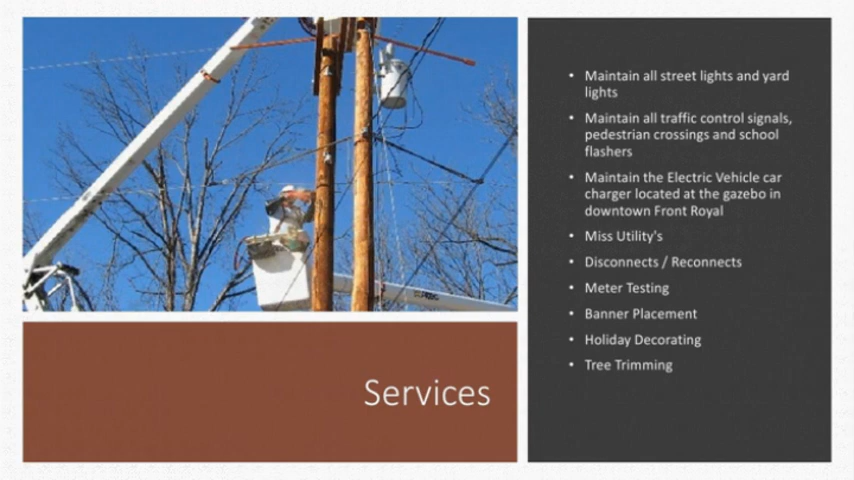 Services
• Maintain all street lights and yard
lights
• Maintain all traffic control signals,
pedestrian crossings and school
flashers
• Maintain the Electric Vehicle car
charger located at the gazebo in
downtown Front Royal
• Miss Utility's
• Disconnects / Reconnects
• Meter Testing
• Banner Placement
• Holiday Decorating
• Tree Trimming